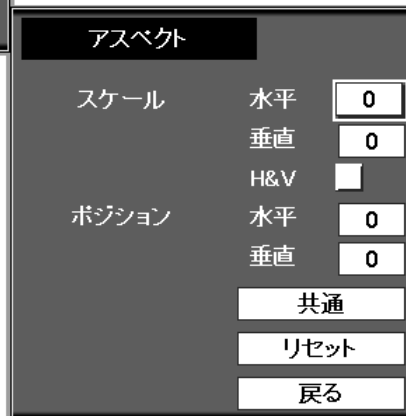 アスペクト
スケール 水平 0
垂直 0
H&V
ポジション 水平 0
垂直 0
共通
リセット
戻る